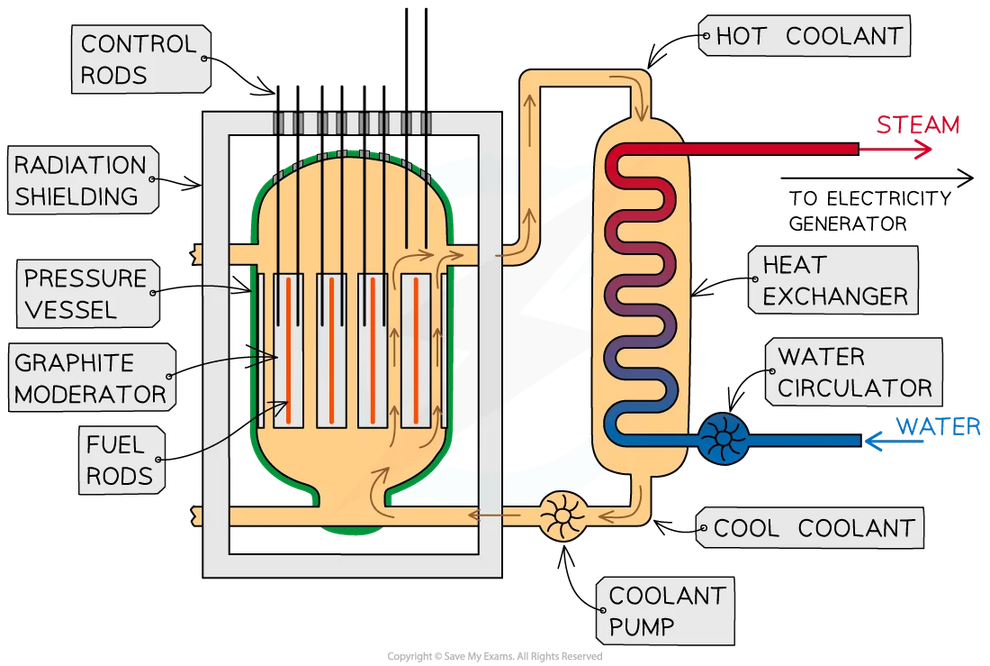 CONTROL
RODS
HOT COOLANT
STEAM
RADIATION
SHIELDING
TO ELECTRICITY
GENERATOR
PRESSURE
VESSEL
HEAT
EXCHANGER
GRAPHITE
MODERATOR
WATER
CIRCULATOR
FUEL
RODS
WATER
COOL COOLANT
COOLANT
PUMP
Copyright © Save My Exams. All Rights Reserved